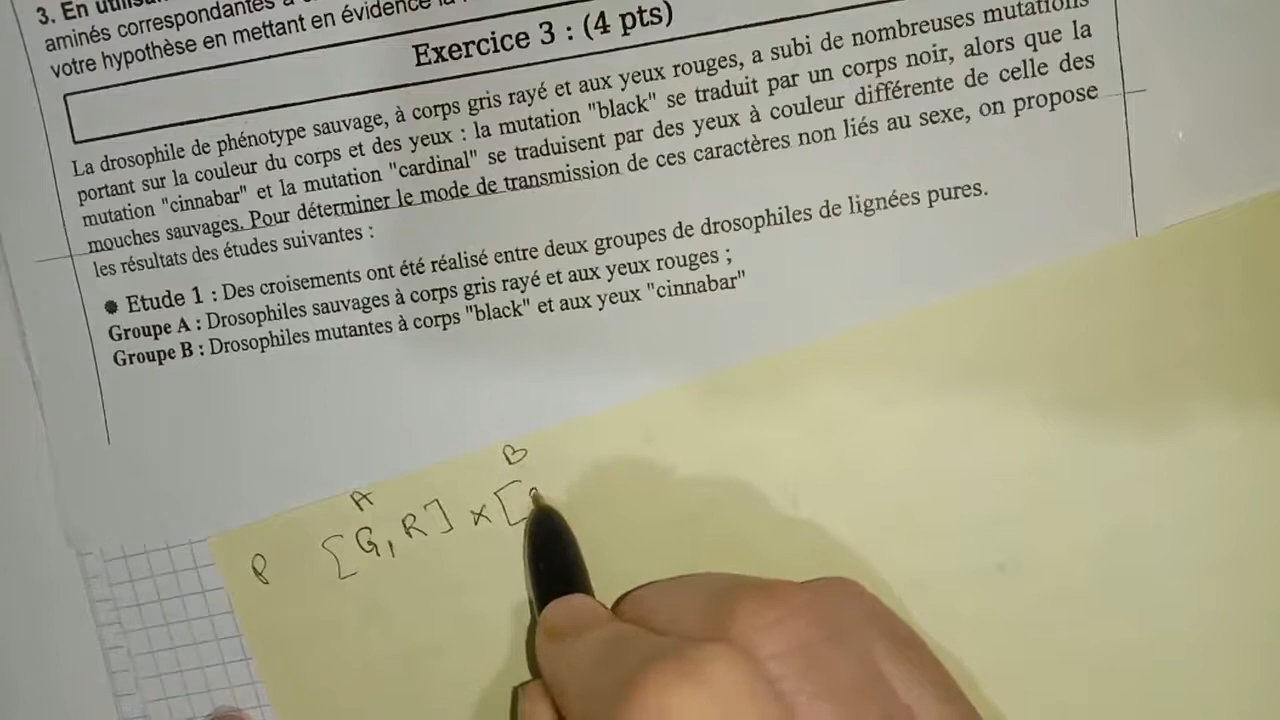 3. En
aminés correspondantes
votre hypothèse en mettant en évidence
Exercice 3 : (4 pts)
La drosophile de phénotype sauvage, à corps gris rayé et aux yeux rouges, a subi de nombreuses mutations
portant sur la couleur du corps et des yeux : la mutation "black" se traduit par un corps noir, alors que la
mutation "cinnabar" et la mutation "cardinal" se traduisent par des yeux à couleur différente de celle des
mouches sauvages. Pour déterminer le mode de transmission de ces caractères non liés au sexe, on propose
les résultats des études suivantes :
Etude 1 : Des croisements ont été réalisé entre deux groupes de drosophiles de lignées pures.
Groupe A : Drosophiles sauvages à corps gris rayé et aux yeux rouges ;
Groupe B : Drosophiles mutantes à corps "black" et aux yeux "cinnabar"
A B
P [G, R] x [